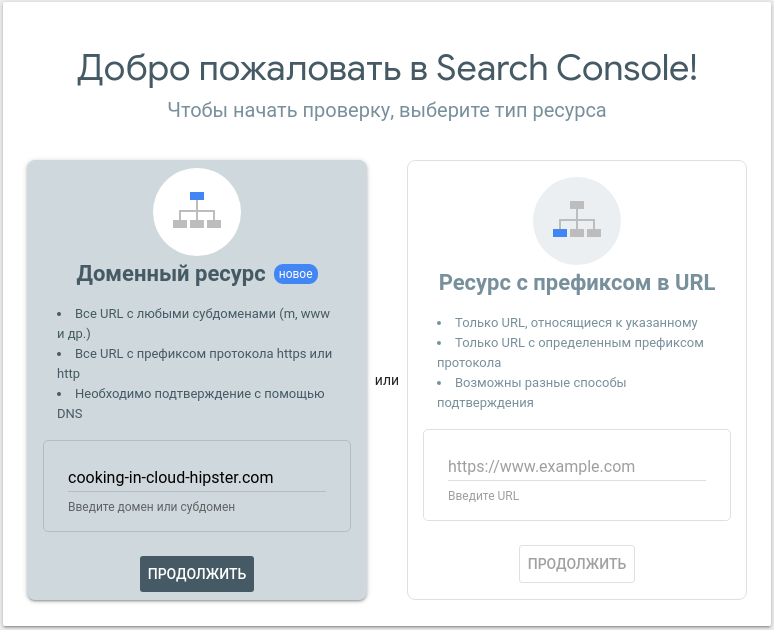 Добро пожаловать в Search Console!
Чтобы начать проверку, выберите тип ресурса
Доменный ресурс новое
• Все URL с любыми субдоменами (m, www
и др.)
• Все URL с префиксом протокола https или
http
• Необходимо подтверждение с помощью
DNS
cooking-in-cloud-hipster.com
Введите домен или субдомен
ПРОДОЛЖИТЬ
или
Ресурс с префиксом в URL
• Только URL, относящиеся к указанному
• Только URL с определенным префиксом
протокола
• Возможны разные способы
подтверждения
https://www.example.com
Введите URL
ПРОДОЛЖИТЬ